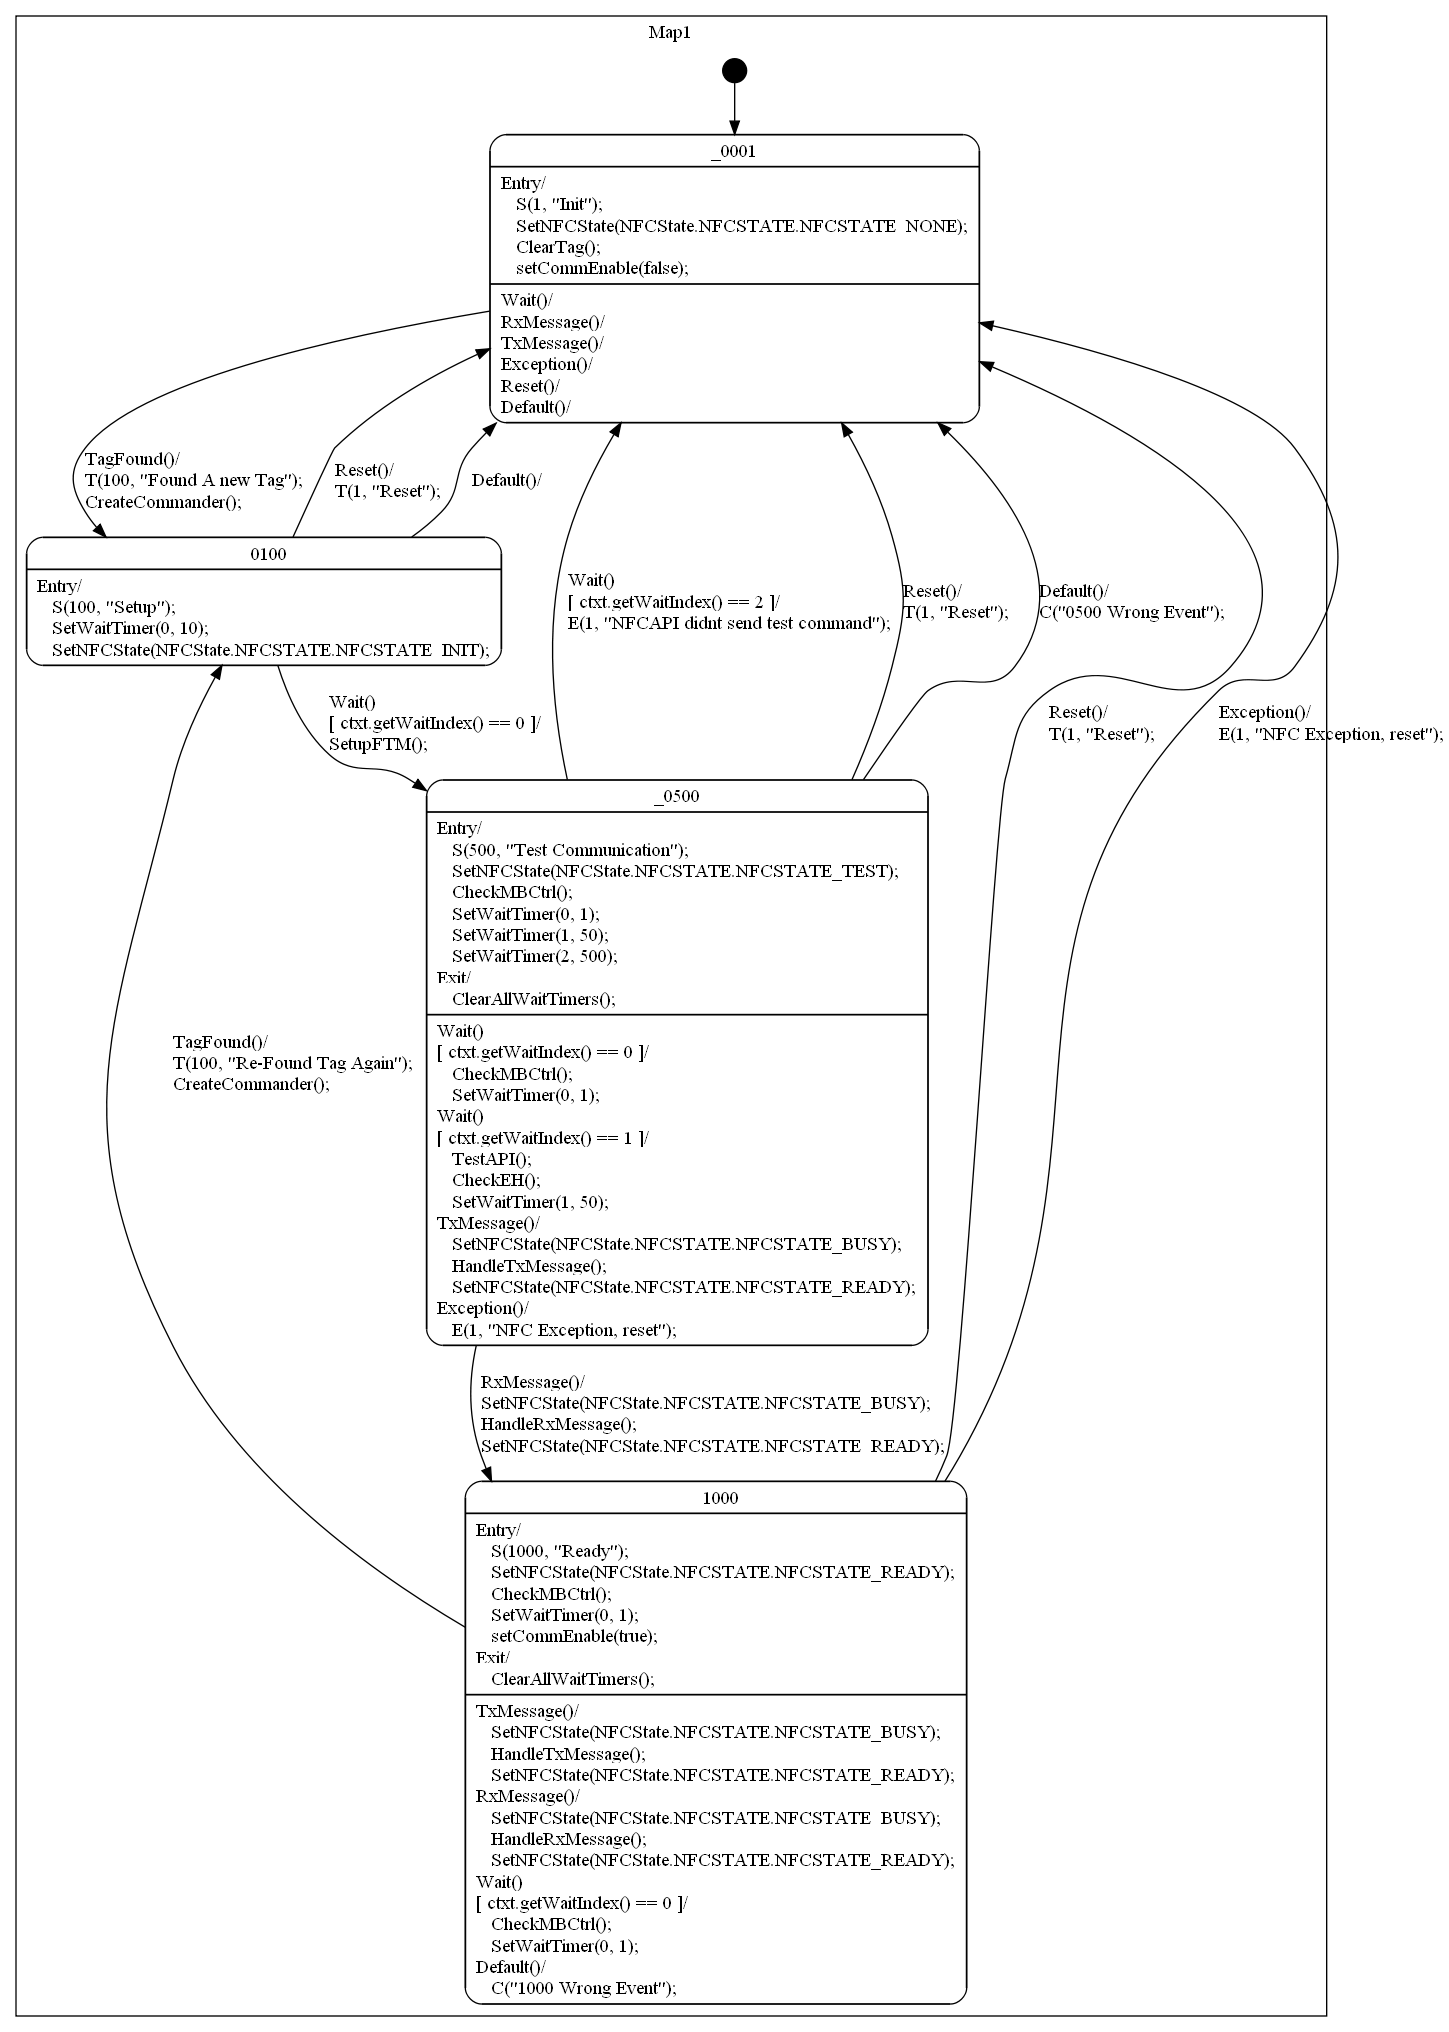 Map1
_0001
Entry/
S(1, "Init");
SetNFCState(NFCState.NFCSTATE.NFCSTATE_NONE);
ClearTag();
setCommEnable(false);
Wait()/
RxMessage()/
TxMessage()/
Exception()/
Reset()/
Default()/
TagFound()/
T(100, "Found A new Tag");
CreateCommander();
Reset()/
T(1, "Reset");
Default()/
_0100
Entry/
S(100, "Setup");
SetWaitTimer(0, 10);
SetNFCState(NFCState.NFCSTATE.NFCSTATE_INIT);
Wait()
[ ctxt.getWaitIndex() == 2 ]/
E(1, "NFCAPI didnt send test command");
Reset()/
T(1, "Reset");
Default()/
C("0500 Wrong Event");
Wait()
[ ctxt.getWaitIndex() == 0 ]/
SetupFTM();
Reset()/
T(1, "Reset");
Exception()/
E(1, "NFC Exception, reset");
_0500
Entry/
S(500, "Test Communication");
SetNFCState(NFCState.NFCSTATE.NFCSTATE_TEST);
CheckMBCtrl();
SetWaitTimer(0, 1);
SetWaitTimer(1, 50);
SetWaitTimer(2, 500);
Exit/
ClearAllWaitTimers();
Wait()
[ ctxt.getWaitIndex() == 0 ]/
CheckMBCtrl();
SetWaitTimer(0, 1);
Wait()
[ ctxt.getWaitIndex() == 1 ]/
TestAPI();
CheckEH();
SetWaitTimer(1, 50);
TxMessage()/
SetNFCState(NFCState.NFCSTATE.NFCSTATE_BUSY);
HandleTxMessage();
SetNFCState(NFCState.NFCSTATE.NFCSTATE_READY);
Exception()/
E(1, "NFC Exception, reset");
TagFound()/
T(100, "Re-Found Tag Again");
CreateCommander();
RxMessage()/
SetNFCState(NFCState.NFCSTATE.NFCSTATE_BUSY);
HandleRxMessage();
SetNFCState(NFCState.NFCSTATE.NFCSTATE_READY);
_1000
Entry/
S(1000, "Ready");
SetNFCState(NFCState.NFCSTATE.NFCSTATE_READY);
CheckMBCtrl();
SetWaitTimer(0, 1);
setCommEnable(true);
Exit/
ClearAllWaitTimers();
TxMessage()/
SetNFCState(NFCState.NFCSTATE.NFCSTATE_BUSY);
HandleTxMessage();
SetNFCState(NFCState.NFCSTATE.NFCSTATE_READY);
RxMessage()/
SetNFCState(NFCState.NFCSTATE.NFCSTATE_BUSY);
HandleRxMessage();
SetNFCState(NFCState.NFCSTATE.NFCSTATE_READY);
Wait()
[ ctxt.getWaitIndex() == 0 ]/
CheckMBCtrl();
SetWaitTimer(0, 1);
Default()/
C("1000 Wrong Event");